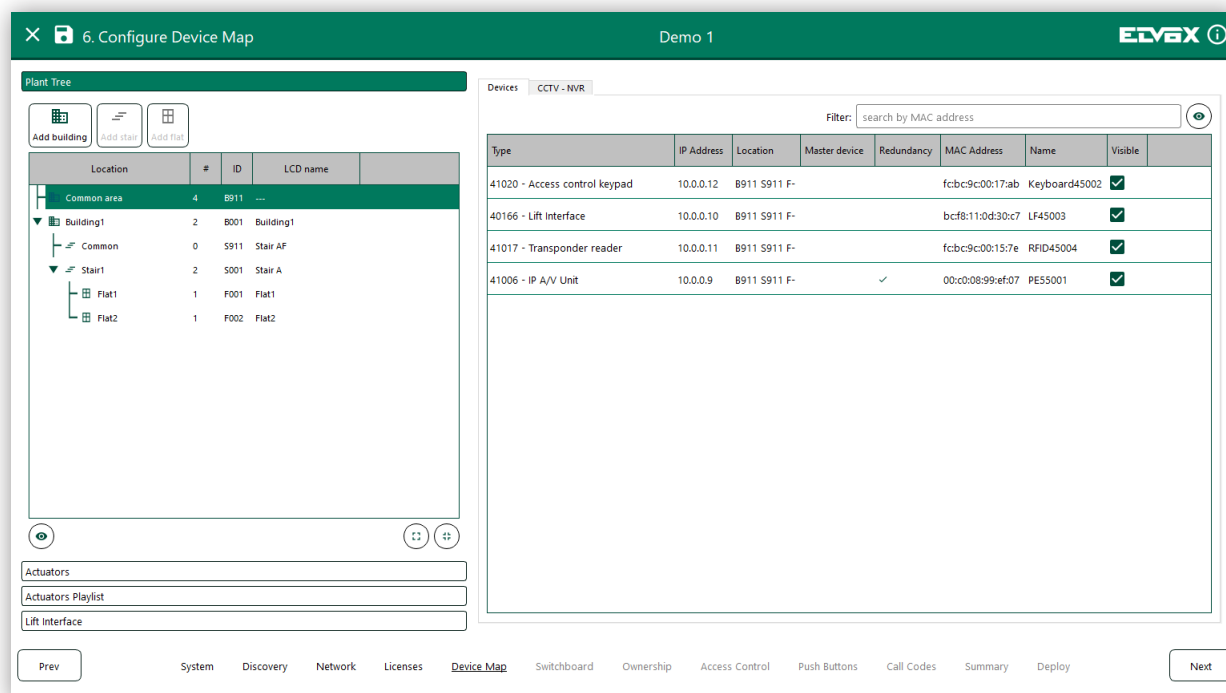 6. Configure Device Map Demo 1 ELVOX
Plant Tree
Add building Add stair Add flat
Location # ID LCD name
Common area 4 B911 ---
Building1 2 B001 Building1
Common 0 S911 Stair AF
Stair1 2 S001 Stair A
Flat1 1 F001 Flat1
Flat2 1 F002 Flat2
Actuators
Actuators Playlist
Lift Interface
Devices CCTV - NVR
Filter: search by MAC address
Type IP Address Location Master device Redundancy MAC Address Name Visible
41020 - Access control keypad 10.0.0.12 B911 S911 F- fc:bc:9c:00:17:ab Keyboard45002
40166 - Lift Interface 10.0.0.10 B911 S911 F- bc:f8:11:0d:30:c7 LF45003
41017 - Transponder reader 10.0.0.11 B911 S911 F- fc:bc:9c:00:15:7e RFID45004
41006 - IP A/V Unit 10.0.0.9 B911 S911 F- 00:c0:08:99:ef:07 PE55001
Prev System Discovery Network Licenses Device Map Switchboard Ownership Access Control Push Buttons Call Codes Summary Deploy Next